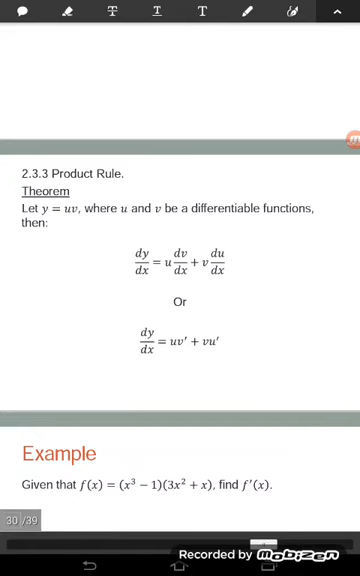 2.3.3 Product Rule.
Theorem
Let y = uv, where u and v be a differentiable functions,
then:
dy/dx = u dv/dx + v du/dx
Or
dy/dx = uv′ + vu′
Example
Given that f(x) = (x³ − 1)(3x² + x), find f′(x).
30 /39
Recorded by mobizen